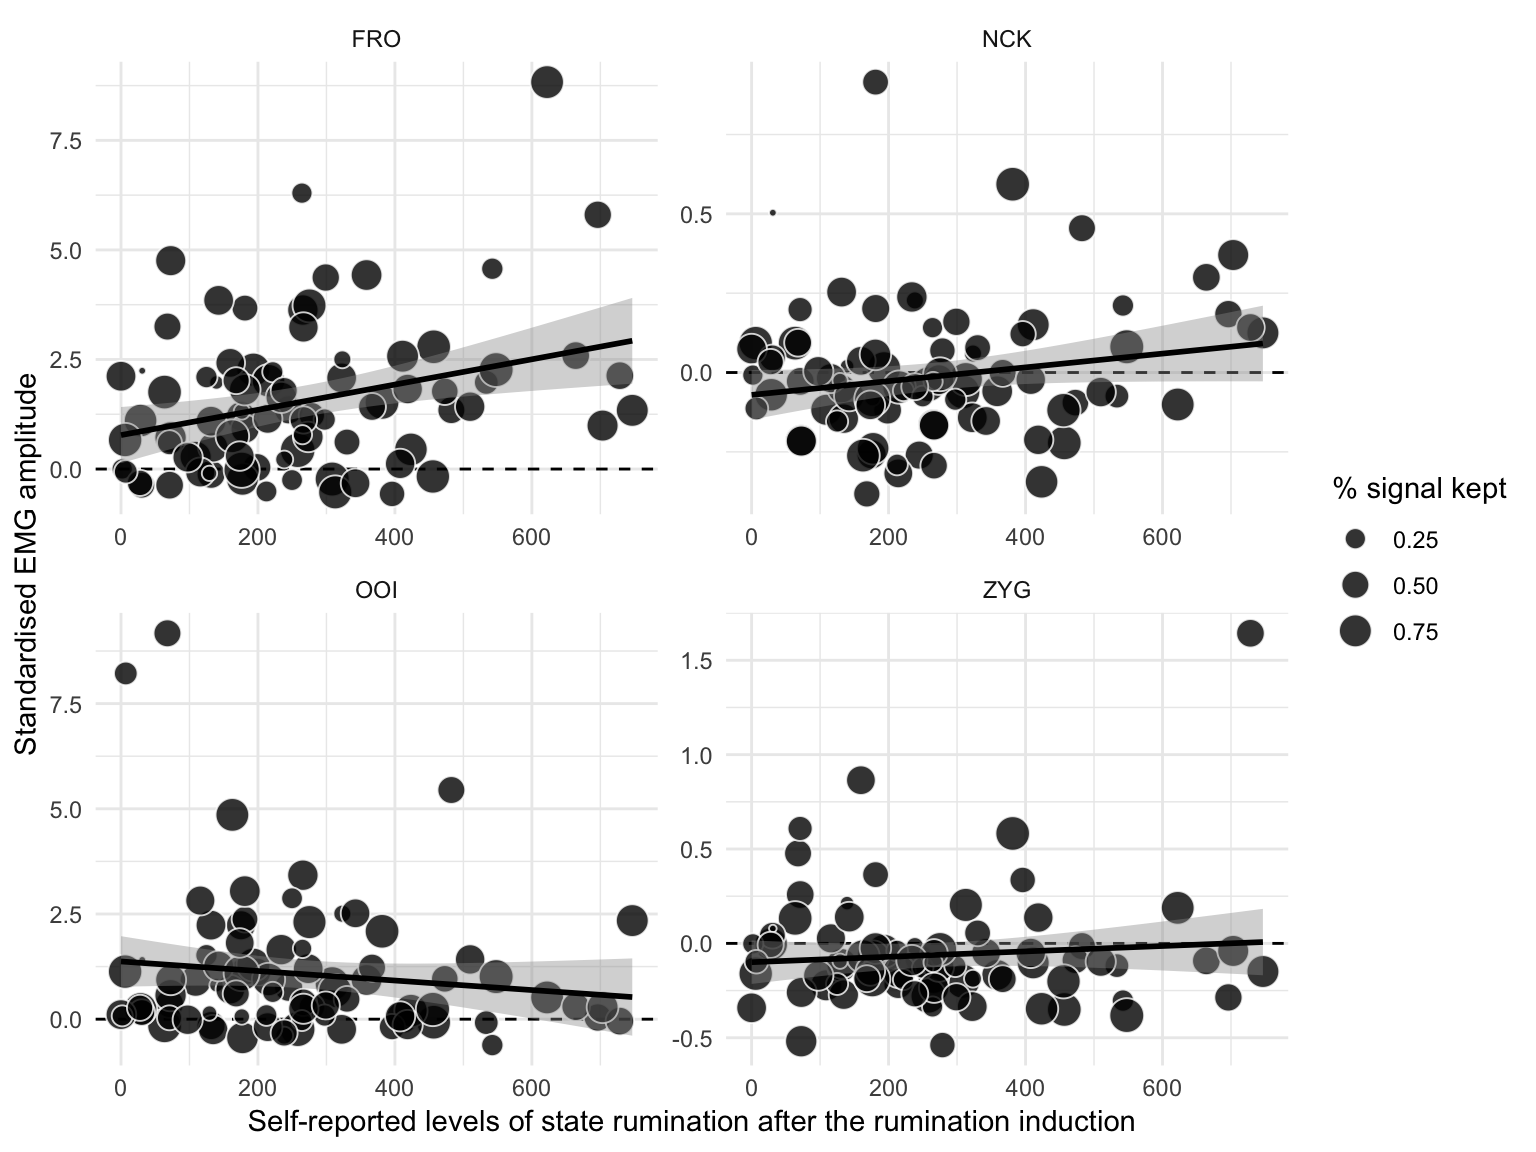 FRO
NCK
7.5
5.0
2.5
0.0
0.5
0.0
0 200 400 600
0 200 400 600
OOI
ZYG
7.5
5.0
2.5
0.0
1.5
1.0
0.5
0.0
-0.5
0 200 400 600
0 200 400 600
Standardised EMG amplitude
Self-reported levels of state rumination after the rumination induction
% signal kept
0.25
0.50
0.75